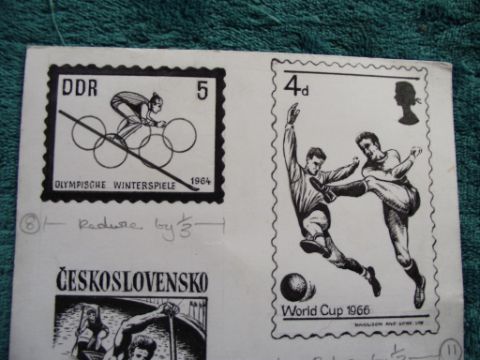 DDR 5
OLYMPISCHE WINTERSPIELE 1964
8 Reduce by 1/3
4d
World Cup 1966
HARRISON AND SONS LTD
ČESKOSLOVENSKO
11